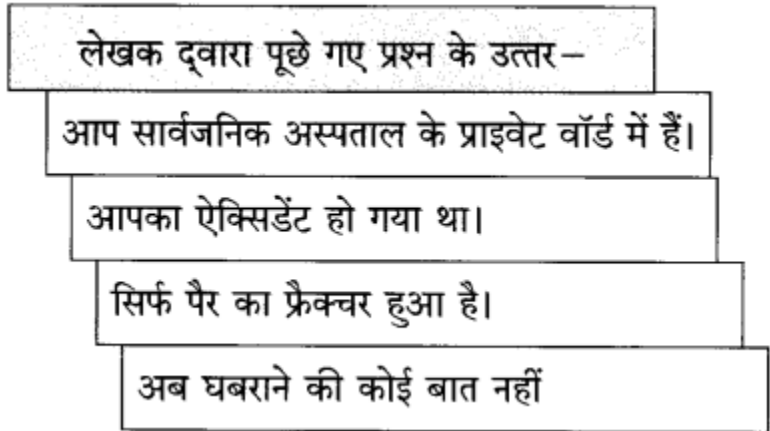 लेखक द्वारा पूछे गए प्रश्न के उत्तर–
आप सार्वजनिक अस्पताल के प्राइवेट वॉर्ड में हैं।
आपका ऐक्सिडेंट हो गया था।
सिर्फ पैर का फ्रैक्चर हुआ है।
अब घबराने की कोई बात नहीं